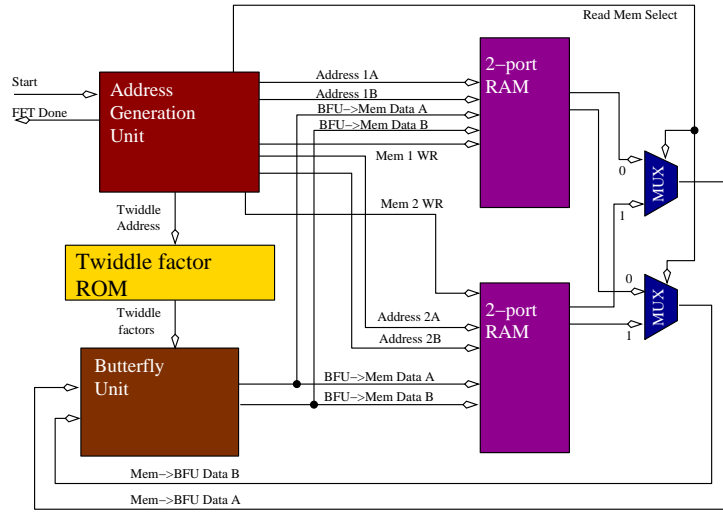 Read Mem Select
Start
FFT Done
Address
Generation
Unit
Address 1A
Address 1B
BFU−>Mem Data A
BFU−>Mem Data B
Mem 1 WR
Mem 2 WR
2−port
RAM
0
MUX
1
Twiddle
Address
Twiddle factor
ROM
Twiddle
factors
Address 2A
Address 2B
2−port
RAM
0
MUX
1
Butterfly
Unit
BFU−>Mem Data A
BFU−>Mem Data B
Mem−>BFU Data B
Mem−>BFU Data A